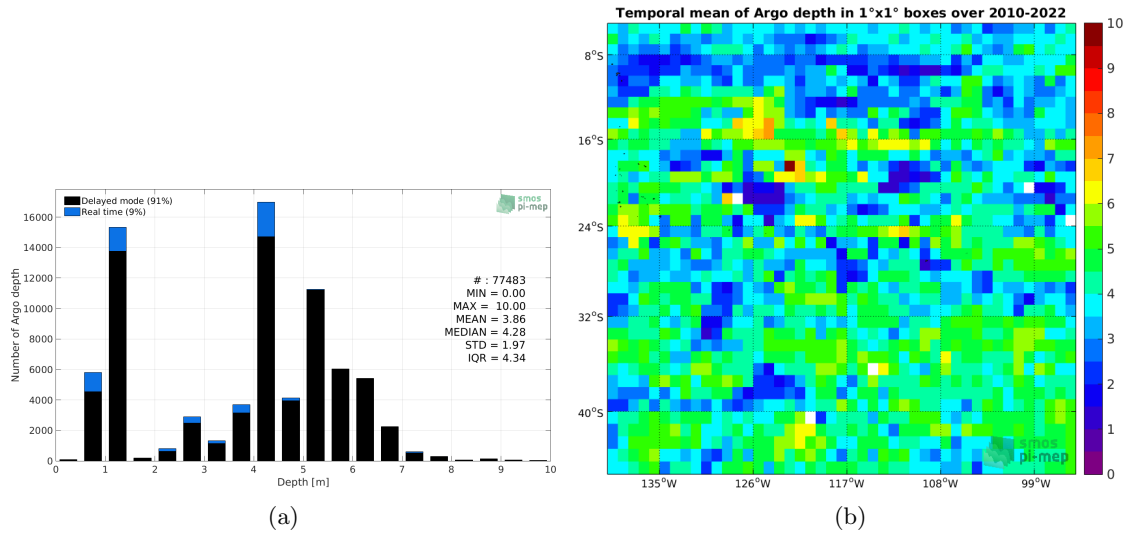 Temporal mean of Argo depth in 1°x1° boxes over 2010-2022
Delayed mode (91%)
Real time (9%)
smos
pi-mep
# : 77483
MIN = 0.00
MAX = 10.00
MEAN = 3.86
MEDIAN = 4.28
STD = 1.97
IQR = 4.34
Number of Argo depth
16000
14000
12000
10000
8000
6000
4000
2000
0
0 1 2 3 4 5 6 7 8 9 10
Depth [m]
(a)
8°S
16°S
24°S
32°S
40°S
135°W 126°W 117°W 108°W 99°W
smos
pi-mep
10
9
8
7
6
5
4
3
2
1
0
(b)